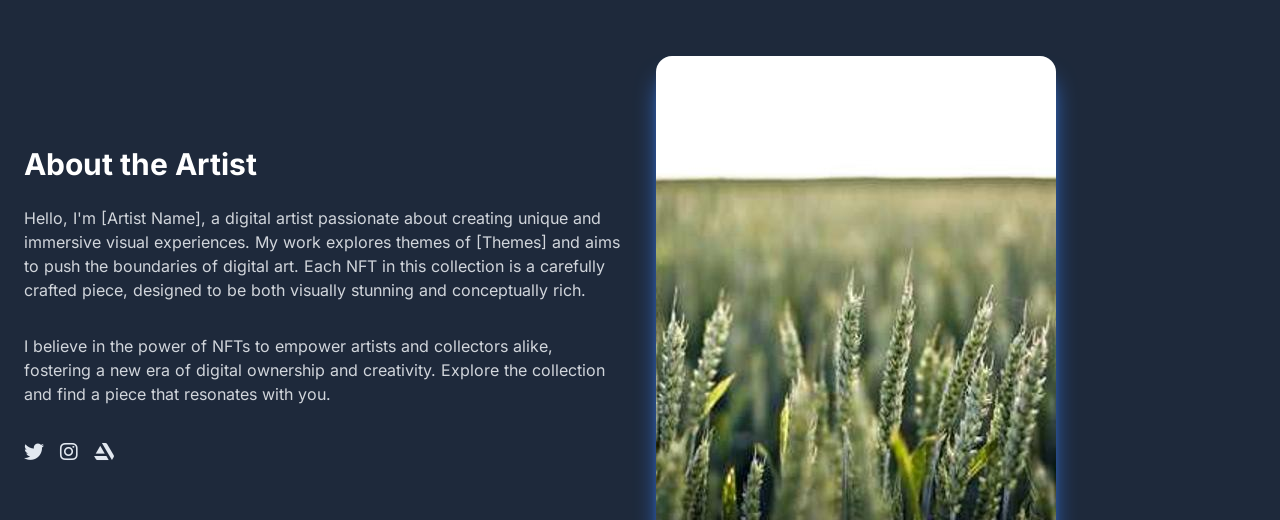 About the Artist
Hello, I'm [Artist Name], a digital artist passionate about creating unique and
immersive visual experiences. My work explores themes of [Themes] and aims
to push the boundaries of digital art. Each NFT in this collection is a carefully
crafted piece, designed to be both visually stunning and conceptually rich.
I believe in the power of NFTs to empower artists and collectors alike,
fostering a new era of digital ownership and creativity. Explore the collection
and find a piece that resonates with you.